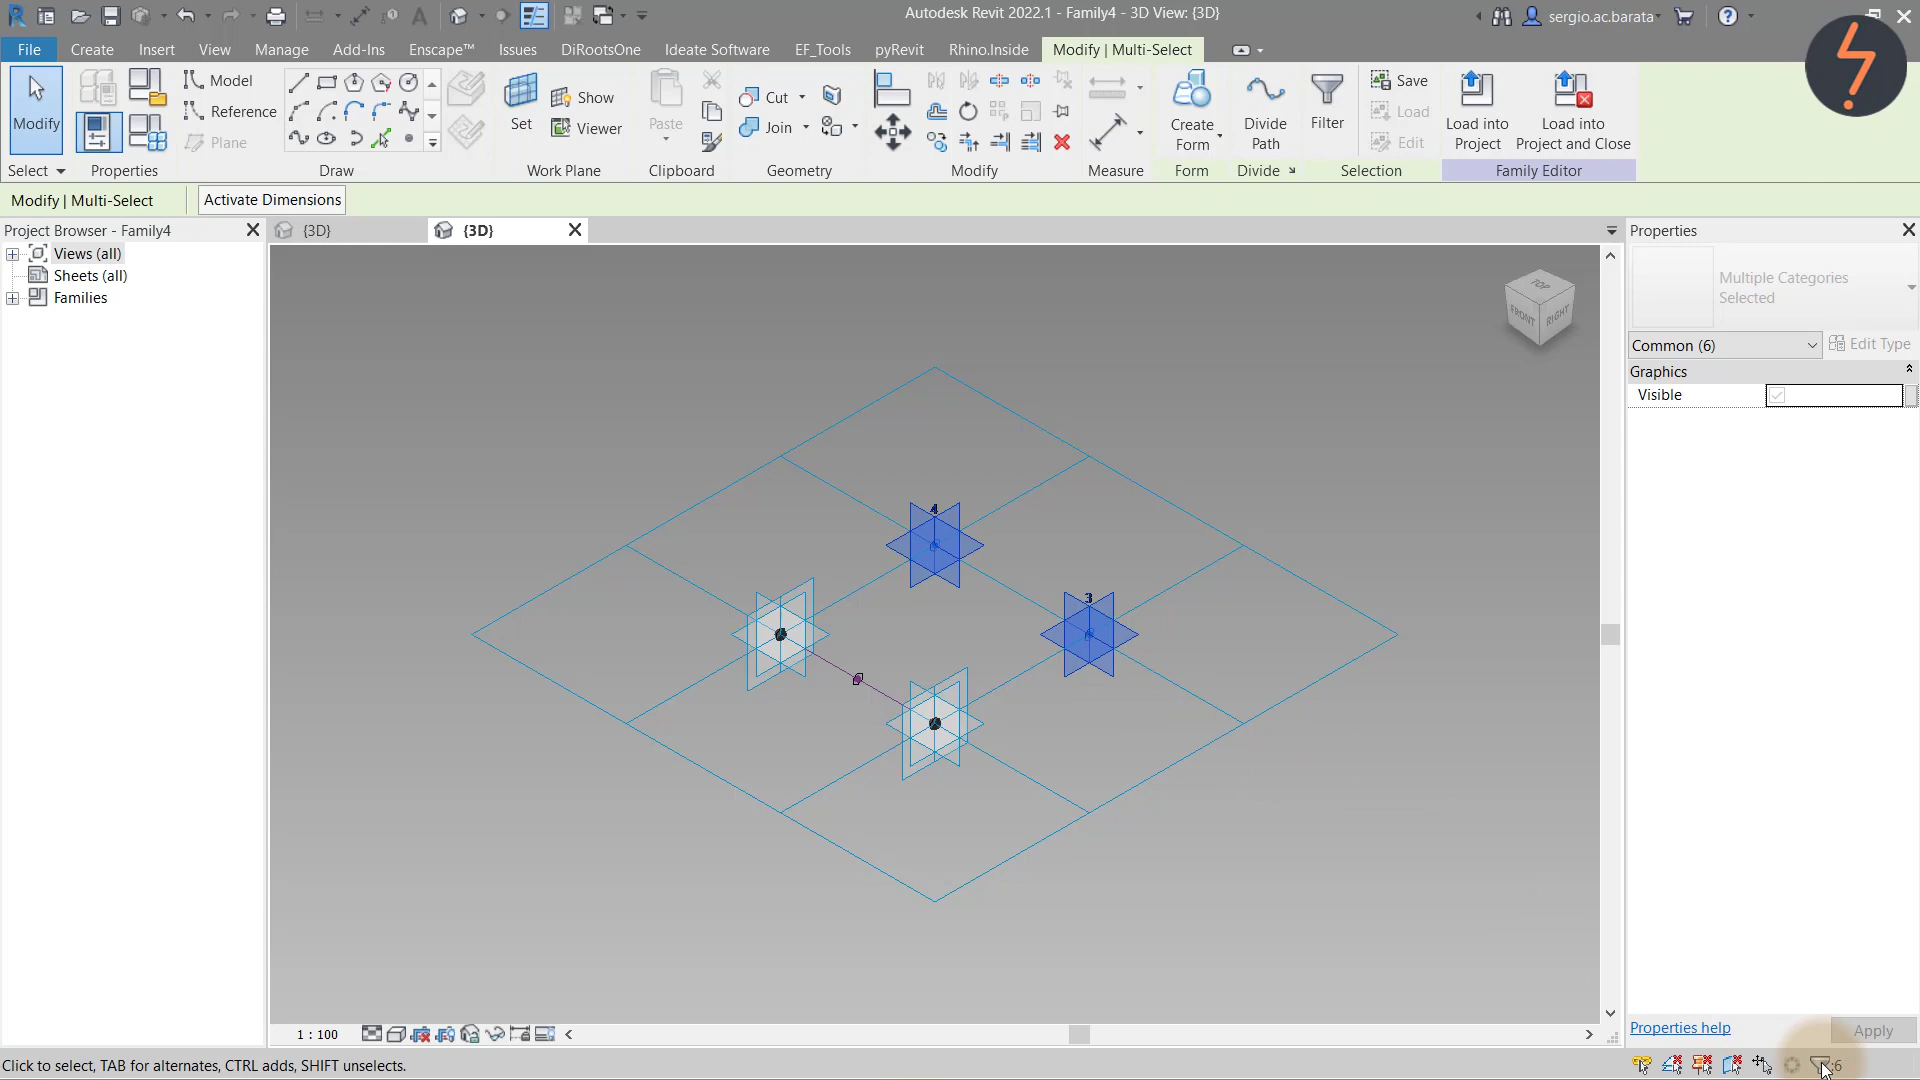 Autodesk Revit 2022.1 - Family4 - 3D View: {3D}
sergio.ac.barata
File Create Insert View Manage Add-Ins Enscape™ Issues DiRootsOne Ideate Software EF_Tools pyRevit Rhino.Inside Modify | Multi-Select
Modify
Model
Reference
Plane
Set
Show
Viewer
Paste
Cut
Join
Create Form
Divide Path
Filter
Save
Load
Edit
Load into Project
Load into Project and Close
Select Properties Draw Work Plane Clipboard Geometry Modify Measure Form Divide Selection Family Editor
Modify | Multi-Select
Activate Dimensions
Project Browser - Family4
{3D}
{3D}
Properties
Views (all)
Sheets (all)
Families
TOP
FRONT
RIGHT
4
3
Multiple Categories Selected
Common (6)
Edit Type
Graphics
Visible
1 : 100
Properties help
Apply
Click to select, TAB for alternates, CTRL adds, SHIFT unselects.
:6